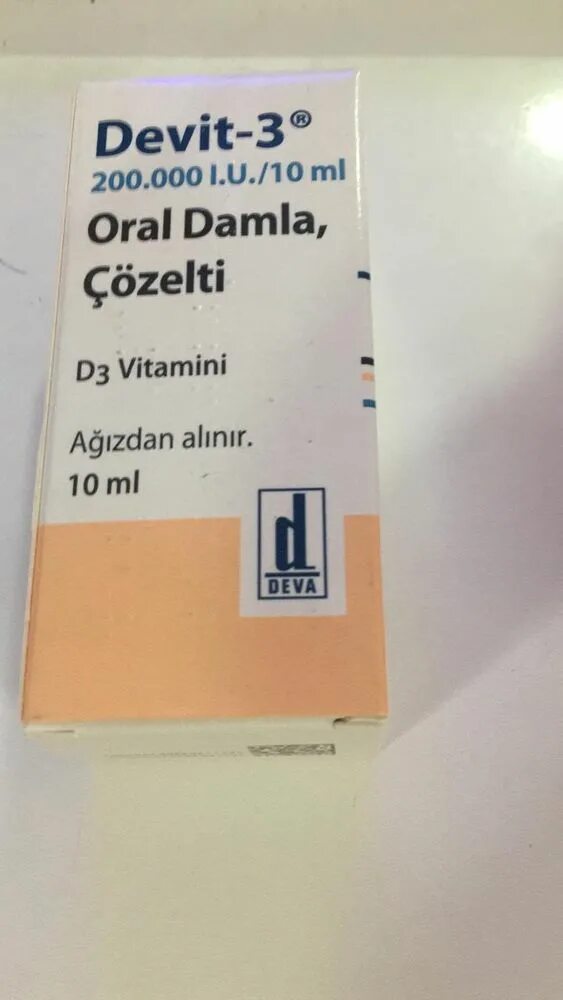 Devit-3®
200.000 I.U./10 ml
Oral Damla,
Çözelti
D3 Vitamini
Ağızdan alınır.
10 ml
d
DEVA